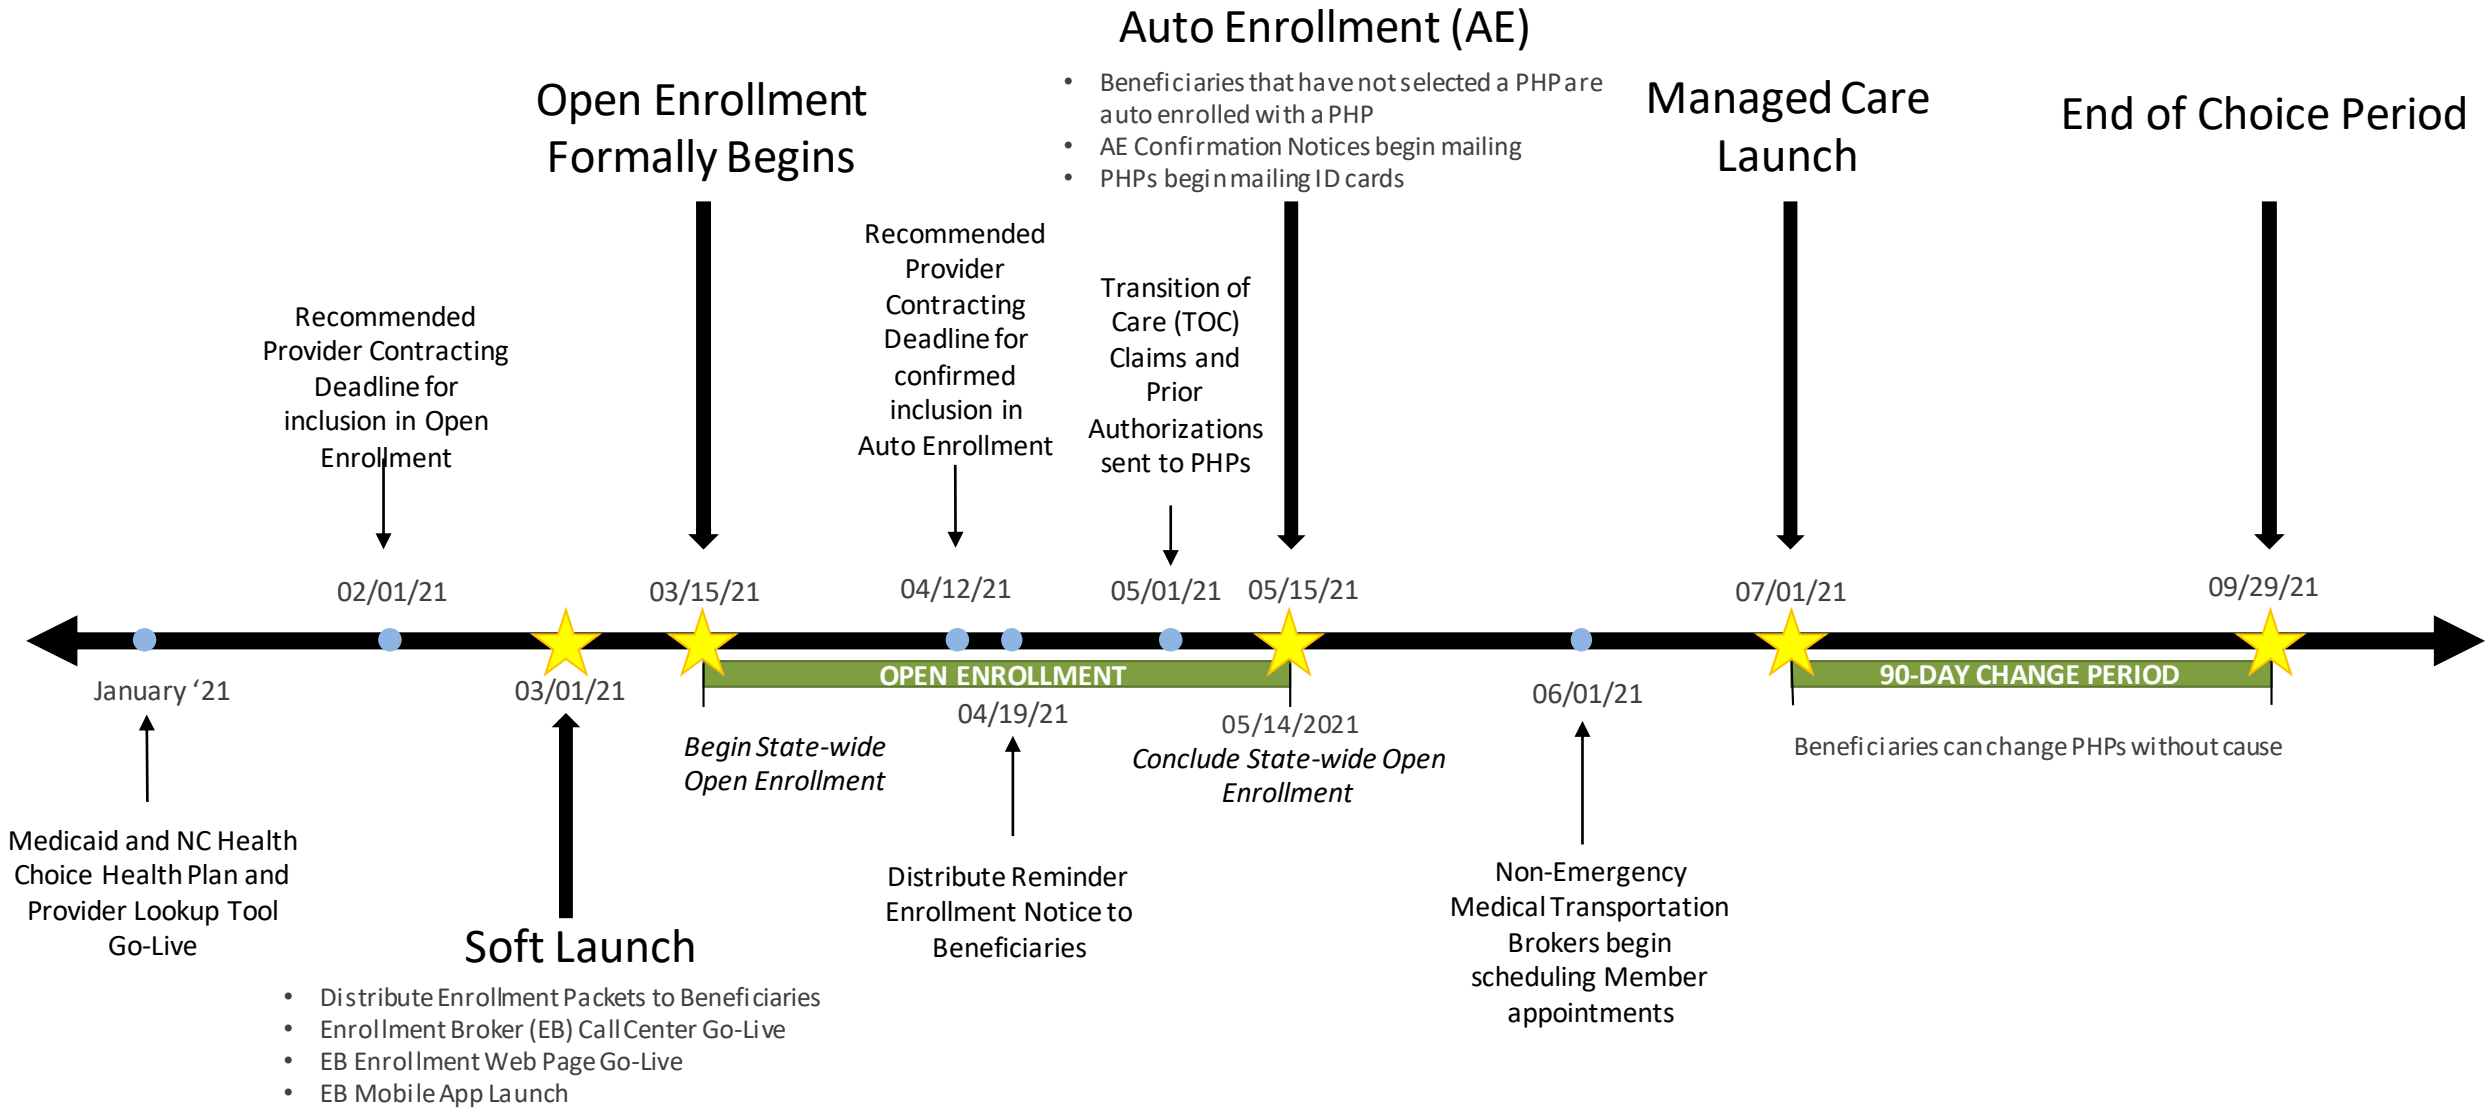 Auto Enrollment (AE)
• Beneficiaries that have not selected a PHP are
auto enrolled with a PHP
• AE Confirmation Notices begin mailing
• PHPs begin mailing ID cards
Open Enrollment
Formally Begins
Managed Care
Launch
End of Choice Period
Recommended
Provider Contracting
Deadline for
inclusion in Open
Enrollment
Recommended
Provider
Contracting
Deadline for
confirmed
inclusion in
Auto Enrollment
Transition of
Care (TOC)
Claims and
Prior
Authorizations
sent to PHPs
02/01/21
03/15/21
04/12/21
05/01/21
05/15/21
07/01/21
09/29/21
OPEN ENROLLMENT
90-DAY CHANGE PERIOD
January ‘21
03/01/21
04/19/21
05/14/2021
06/01/21
Begin State-wide
Open Enrollment
Conclude State-wide Open
Enrollment
Beneficiaries can change PHPs without cause
Medicaid and NC Health
Choice Health Plan and
Provider Lookup Tool
Go-Live
Soft Launch
• Distribute Enrollment Packets to Beneficiaries
• Enrollment Broker (EB) Call Center Go-Live
• EB Enrollment Web Page Go-Live
• EB Mobile App Launch
Distribute Reminder
Enrollment Notice to
Beneficiaries
Non-Emergency
Medical Transportation
Brokers begin
scheduling Member
appointments